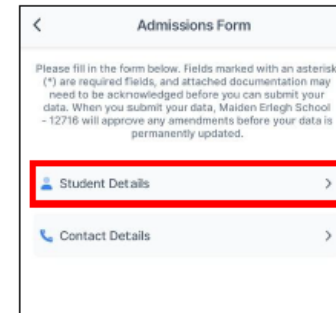 Admissions Form
Please fill in the form below. Fields marked with an asterisk
(*) are required fields, and attached documentation may
need to be acknowledged before you can submit your
data. When you submit your data, Maiden Erlegh School
- 12716 will approve any amendments before your data is
permanently updated.
Student Details
Contact Details